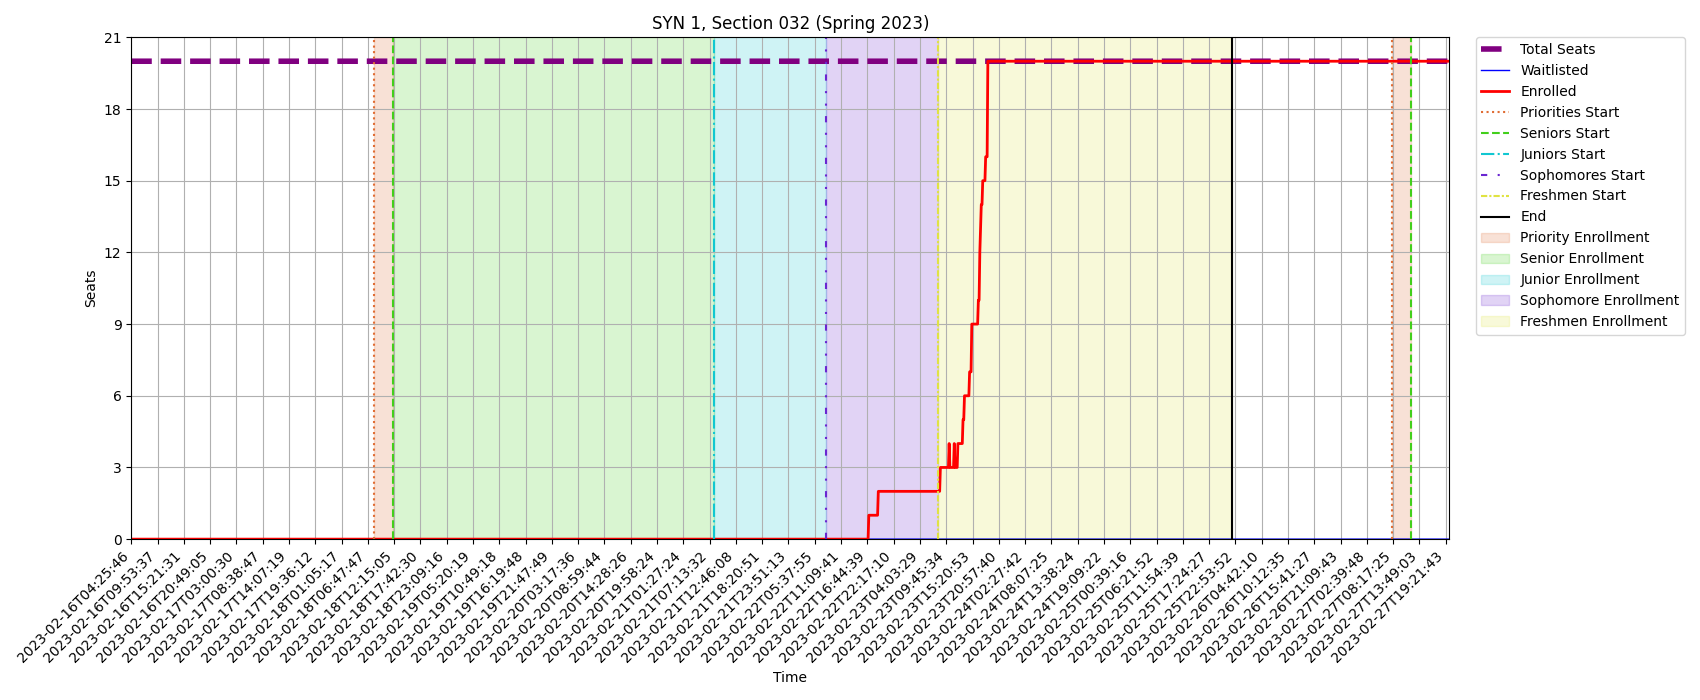 SYN 1, Section 032 (Spring 2023)
21
18
15
12
9
6
3
0
Seats
2023-02-16T04:25:46
2023-02-16T09:53:37
2023-02-16T15:21:31
2023-02-16T20:49:05
2023-02-17T03:00:30
2023-02-17T08:38:47
2023-02-17T14:07:19
2023-02-17T19:36:12
2023-02-18T01:05:17
2023-02-18T06:47:47
2023-02-18T12:15:05
2023-02-18T17:42:30
2023-02-18T23:09:16
2023-02-19T05:20:19
2023-02-19T10:49:18
2023-02-19T16:19:48
2023-02-19T21:47:49
2023-02-20T03:17:36
2023-02-20T08:59:44
2023-02-20T14:28:26
2023-02-20T19:58:24
2023-02-21T01:27:24
2023-02-21T07:13:32
2023-02-21T12:46:08
2023-02-21T18:20:51
2023-02-21T23:51:13
2023-02-22T05:37:55
2023-02-22T11:09:41
2023-02-22T16:44:39
2023-02-22T22:17:10
2023-02-23T04:03:29
2023-02-23T09:45:34
2023-02-23T15:20:53
2023-02-23T20:57:40
2023-02-24T02:27:42
2023-02-24T08:07:25
2023-02-24T13:38:24
2023-02-24T19:09:22
2023-02-25T00:39:16
2023-02-25T06:21:52
2023-02-25T11:54:39
2023-02-25T17:24:27
2023-02-25T22:53:52
2023-02-26T04:42:10
2023-02-26T10:12:35
2023-02-26T15:41:27
2023-02-26T21:09:43
2023-02-27T02:39:48
2023-02-27T08:17:25
2023-02-27T13:49:03
2023-02-27T19:21:43
Time
Total Seats
Waitlisted
Enrolled
Priorities Start
Seniors Start
Juniors Start
Sophomores Start
Freshmen Start
End
Priority Enrollment
Senior Enrollment
Junior Enrollment
Sophomore Enrollment
Freshmen Enrollment